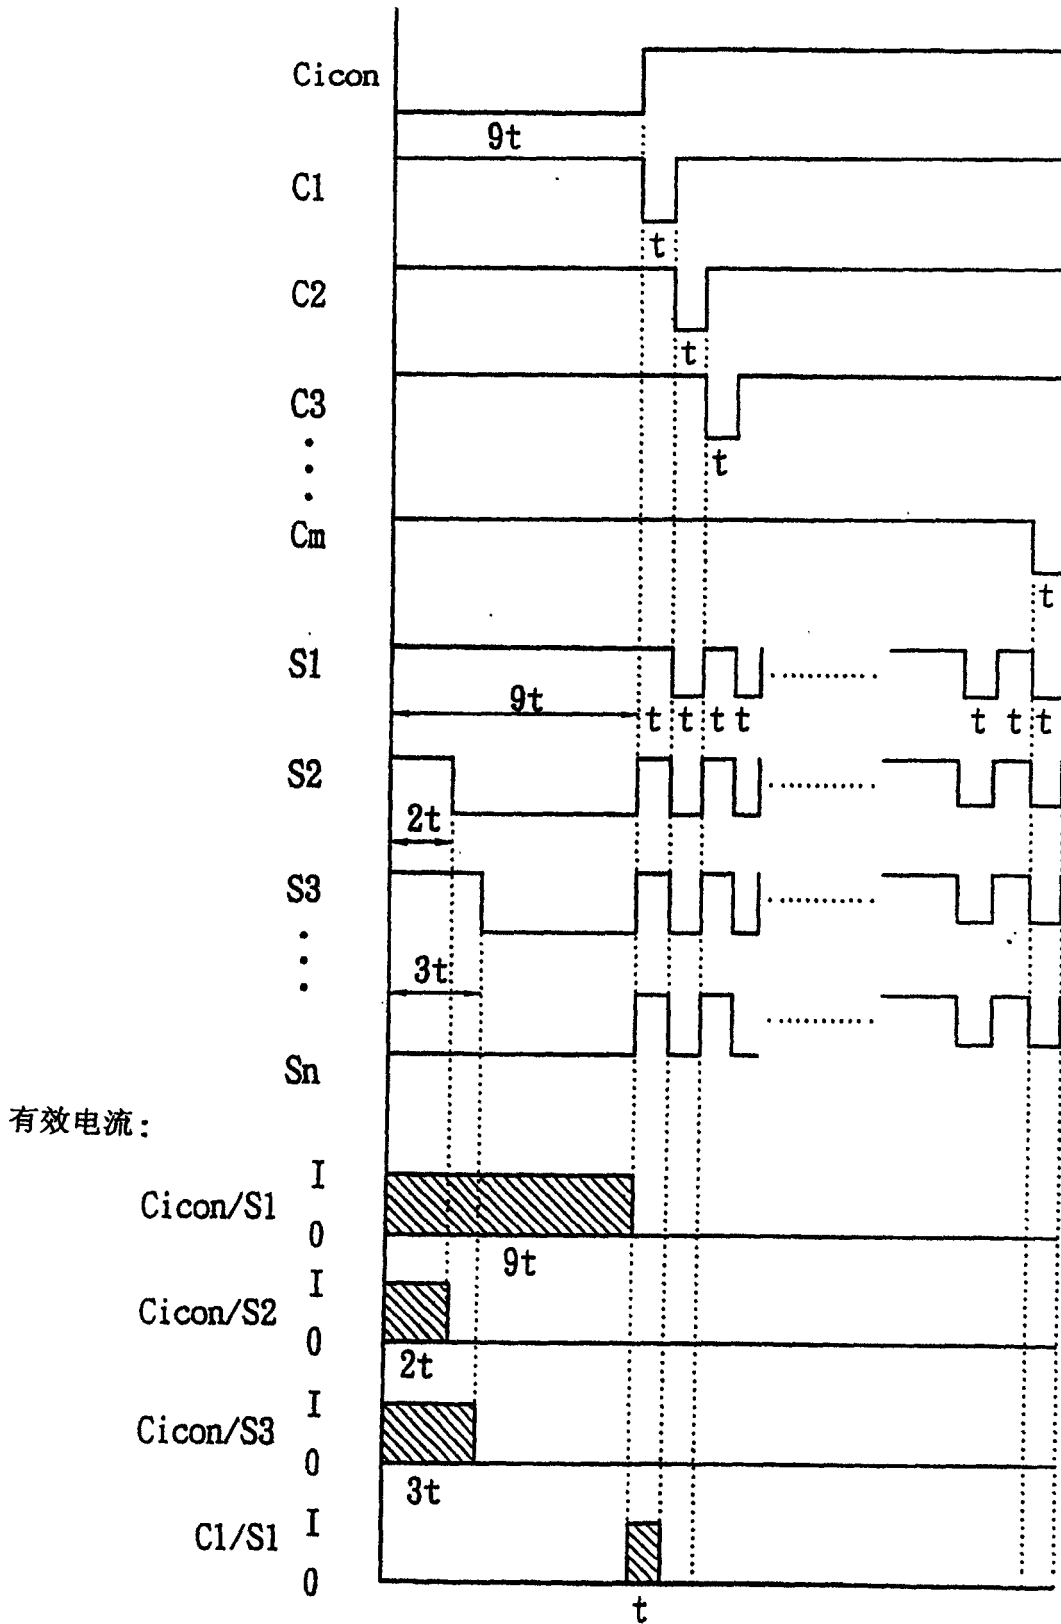 Cicon
9t
C1
t
C2
t
C3
t
Cm
t
S1
9t
t t t t
t t t
S2
2t
S3
3t
Sn
有效电流:
Cicon/S1
I
0
9t
Cicon/S2
I
0
2t
Cicon/S3
I
0
3t
C1/S1
I
0
t